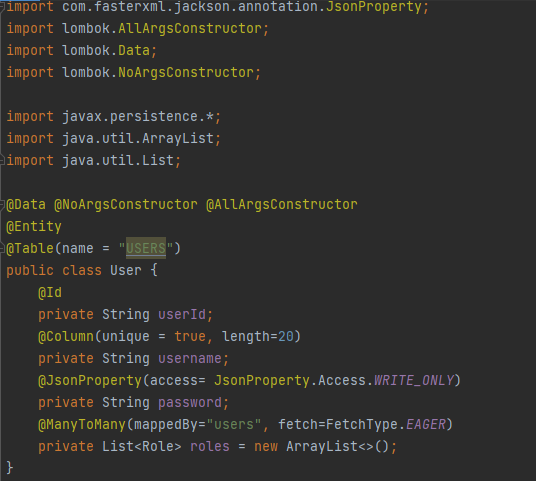 import com.fasterxml.jackson.annotation.JsonProperty;
import lombok.AllArgsConstructor;
import lombok.Data;
import lombok.NoArgsConstructor;

import javax.persistence.*;
import java.util.ArrayList;
import java.util.List;

@Data @NoArgsConstructor @AllArgsConstructor
@Entity
@Table(name = "USERS")
public class User {
    @Id
    private String userId;
    @Column(unique = true, length=20)
    private String username;
    @JsonProperty(access= JsonProperty.Access.WRITE_ONLY)
    private String password;
    @ManyToMany(mappedBy="users", fetch=FetchType.EAGER)
    private List<Role> roles = new ArrayList<>();
}